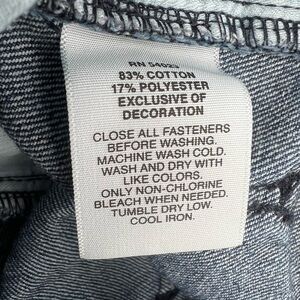 RN 54023
83% COTTON
17% POLYESTER
EXCLUSIVE OF
DECORATION
CLOSE ALL FASTENERS
BEFORE WASHING.
MACHINE WASH COLD.
WASH AND DRY WITH
LIKE COLORS.
ONLY NON-CHLORINE
BLEACH WHEN NEEDED.
TUMBLE DRY LOW.
COOL IRON.